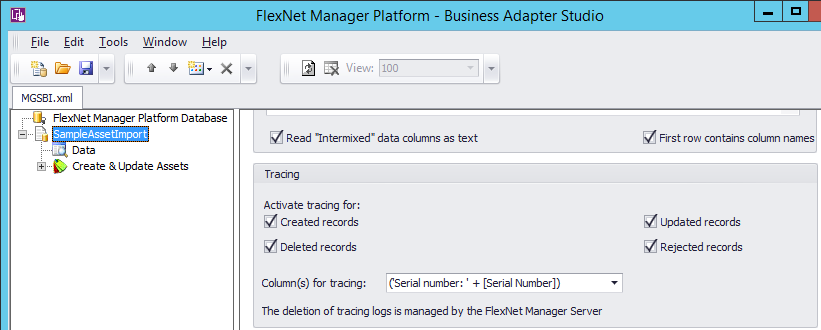 FlexNet Manager Platform - Business Adapter Studio
File Edit Tools Window Help
View: 100
MGSBI.xml
FlexNet Manager Platform Database
SampleAssetImport
Data
Create & Update Assets
Read "Intermixed" data columns as text First row contains column names
Tracing
Activate tracing for:
Created records Updated records
Deleted records Rejected records
Column(s) for tracing: ('Serial number: ' + [Serial Number])
The deletion of tracing logs is managed by the FlexNet Manager Server